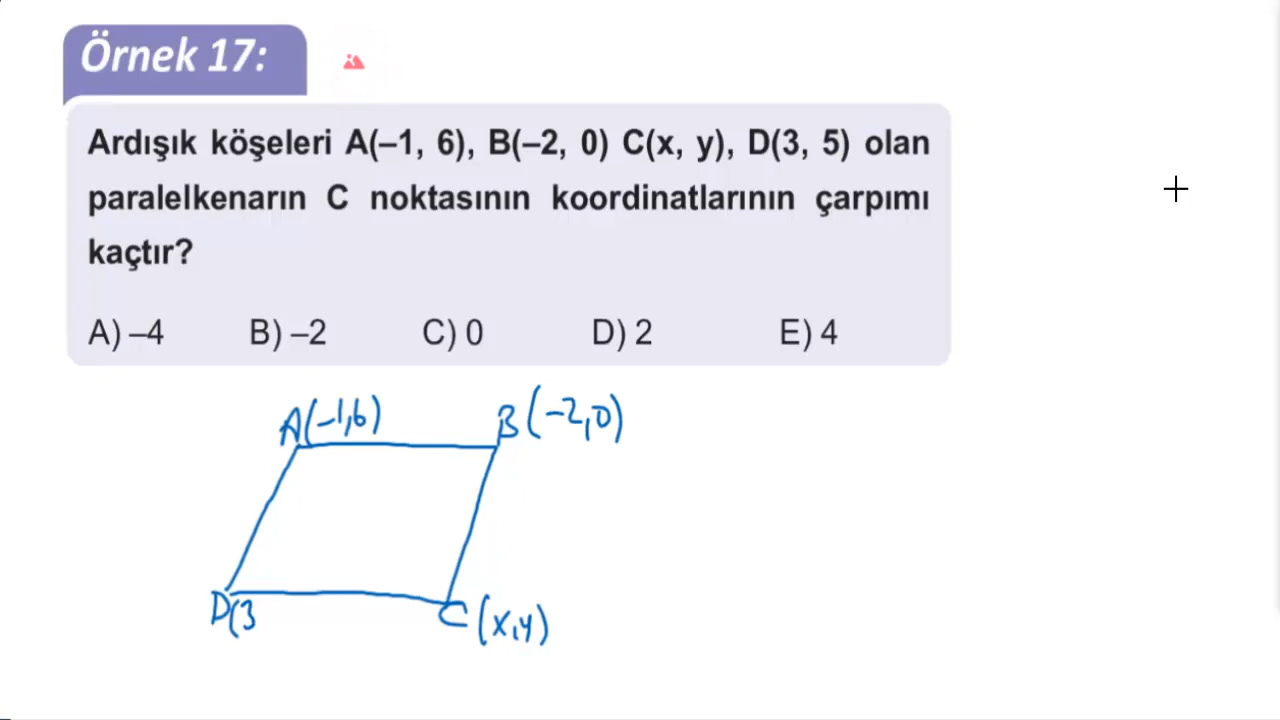 Örnek 17:
Ardışık köşeleri A(–1, 6), B(–2, 0) C(x, y), D(3, 5) olan
paralelkenarın C noktasının koordinatlarının çarpımı
kaçtır?
A) –4 B) –2 C) 0 D) 2 E) 4
A(-1,6) B(-2,0)
D(3 C(x,y)